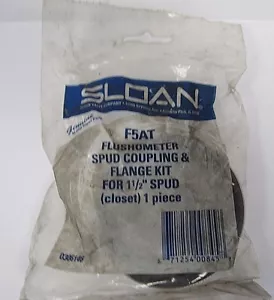 SLOAN
F5AT
FLUSHOMETER
SPUD COUPLING &
FLANGE KIT
FOR 1½" SPUD
(closet) 1 piece